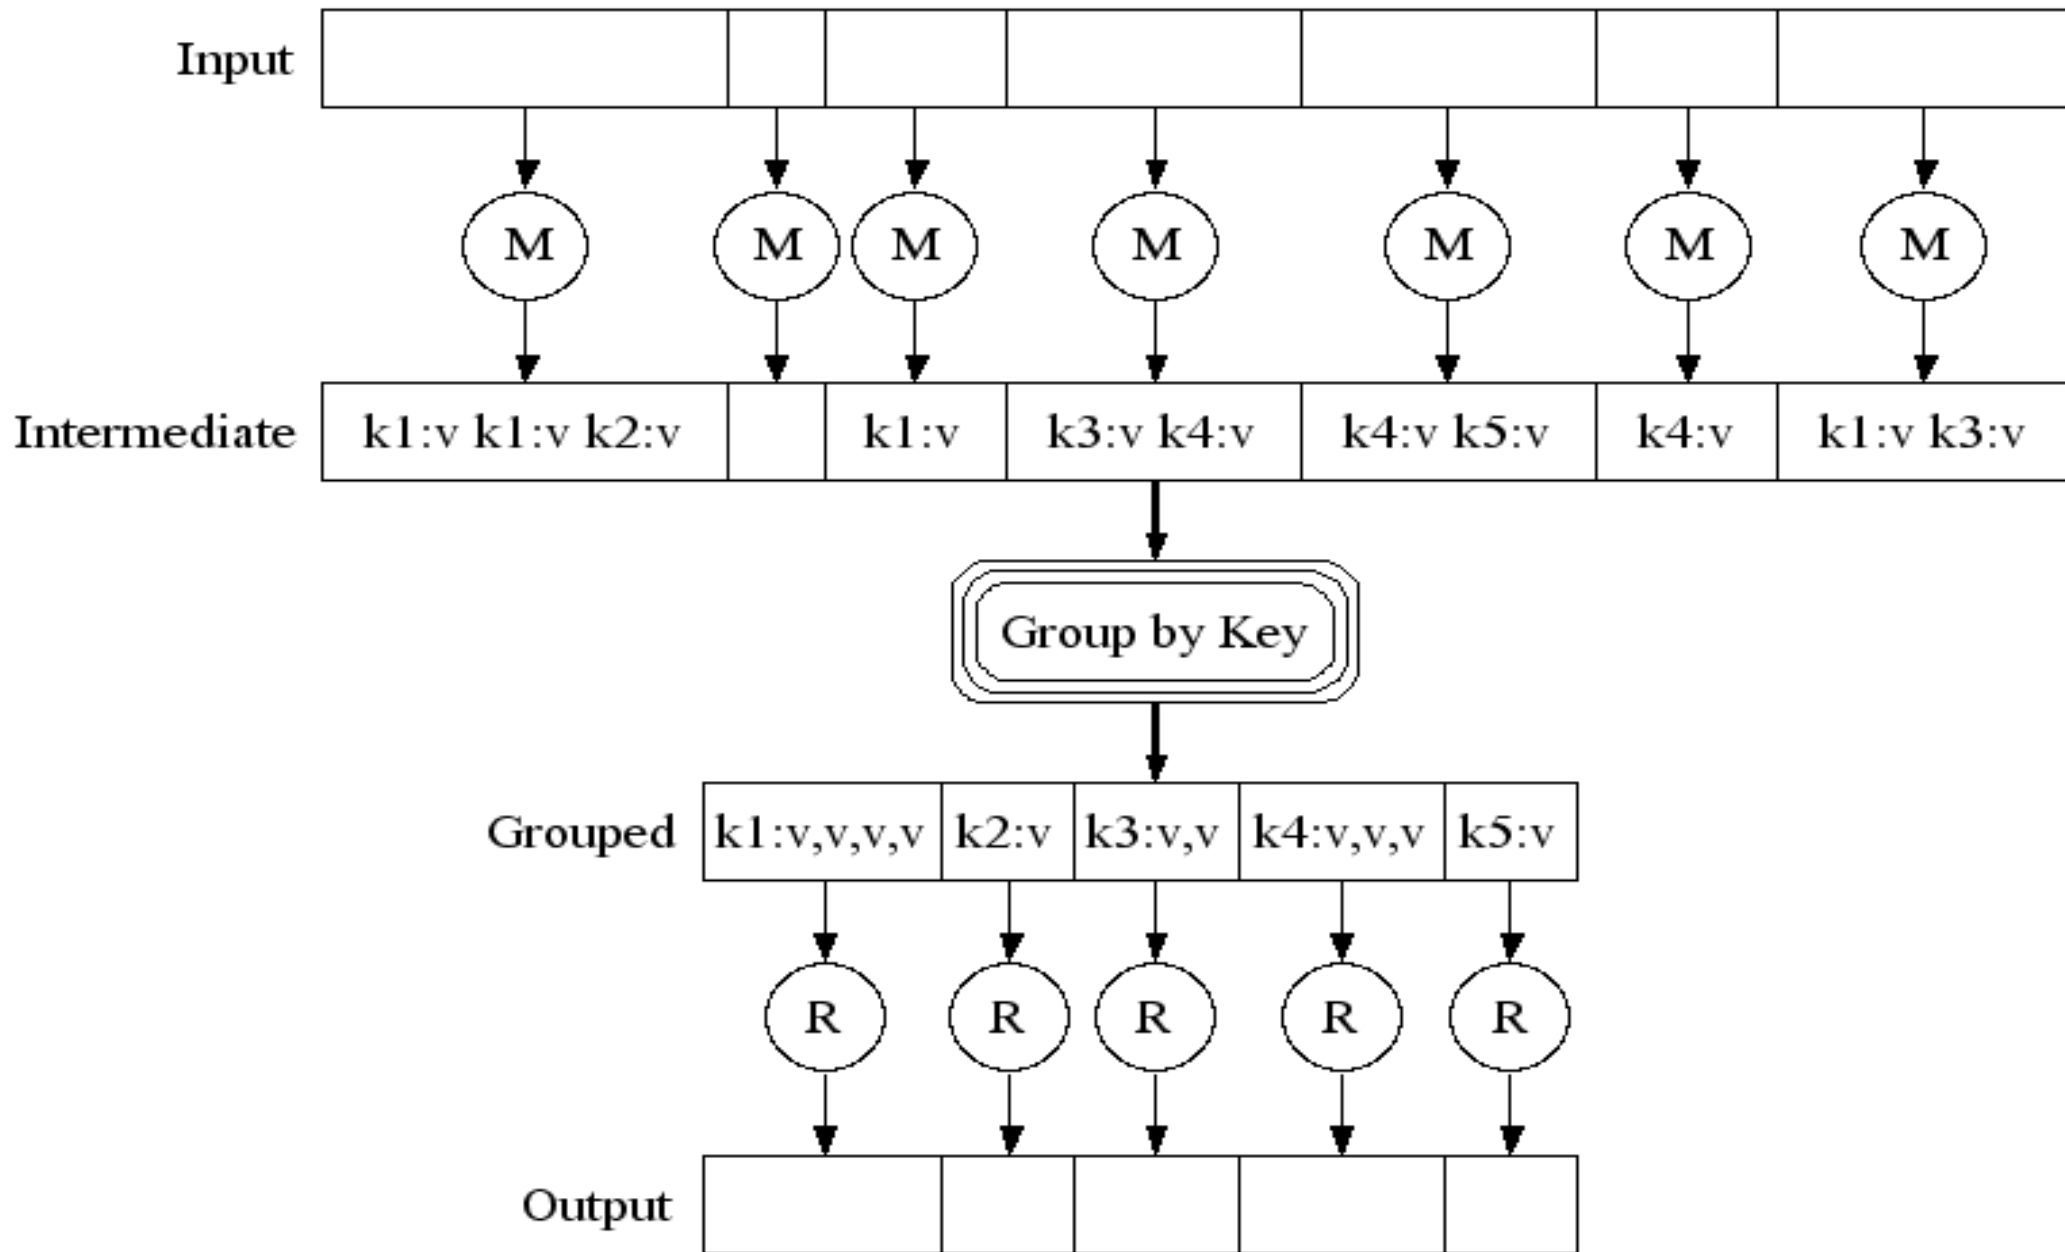 Input
M M M M M M M
Intermediate k1:v k1:v k2:v k1:v k3:v k4:v k4:v k5:v k4:v k1:v k3:v
Group by Key
Grouped k1:v,v,v,v k2:v k3:v,v k4:v,v,v k5:v
R R R R R
Output